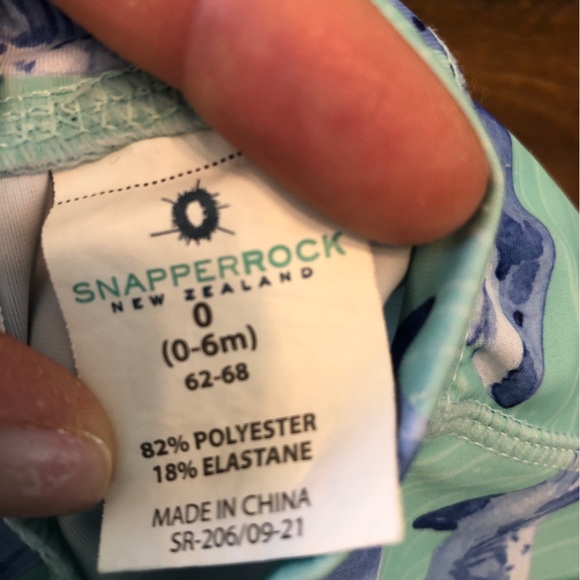 SNAPPERROCK
NEW ZEALAND
0
(0-6m)
62-68
82% POLYESTER
18% ELASTANE
MADE IN CHINA
SR-206/09-21